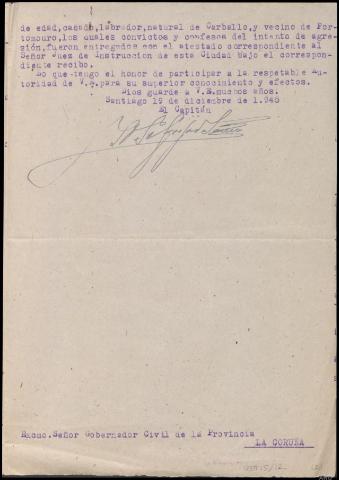 de edad, casado, labrador, natural de Carballo, y vecino de Por-
tomouro, los cuales convictos y confesos del intento de agre-
sión, fueron entregados con el atestado correspondiente al
Señor Juez de Instrucción de esta Ciudad bajo el correspon-
diente recibo.
Lo que tengo el honor de participar a la respetable Au-
toridad de V.E. para su superior conocimiento y efectos.
Dios guarde a V.E. muchos años.
Santiago 19 de diciembre de 1.945
El Capitán
Excmo. Señor Gobernador Civil de la Provincia
LA CORUÑA